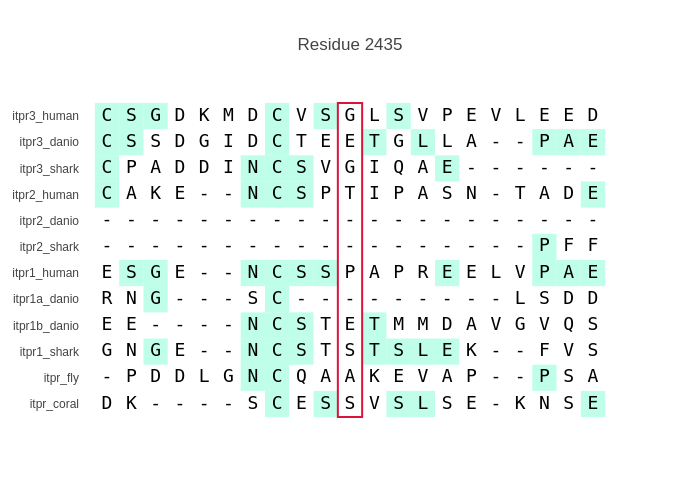 Residue 2435
itpr3_human C S G D K M D C V S G L S V P E V L E E D
itpr3_danio C S S D G I D C T E E T G L L A - - P A E
itpr3_shark C P A D D I N C S V G I Q A E - - - - - -
itpr2_human C A K E - - N C S P T I P A S N - T A D E
itpr2_danio - - - - - - - - - - - - - - - - - - - - -
itpr2_shark - - - - - - - - - - - - - - - - - - P F F
itpr1_human E S G E - - N C S S P A P R E E L V P A E
itpr1a_danio R N G - - - S C - - - - - - - - - L S D D
itpr1b_danio E E - - - - N C S T E T M M D A V G V Q S
itpr1_shark G N G E - - N C S T S T S L E K - - F V S
itpr_fly - P D D L G N C Q A A K E V A P - - P S A
itpr_coral D K - - - - S C E S S V S L S E - K N S E